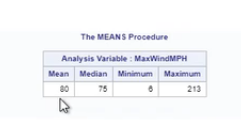 The MEANS Procedure
Analysis Variable : MaxWindMPH
Mean Median Minimum Maximum
80 75 6 213